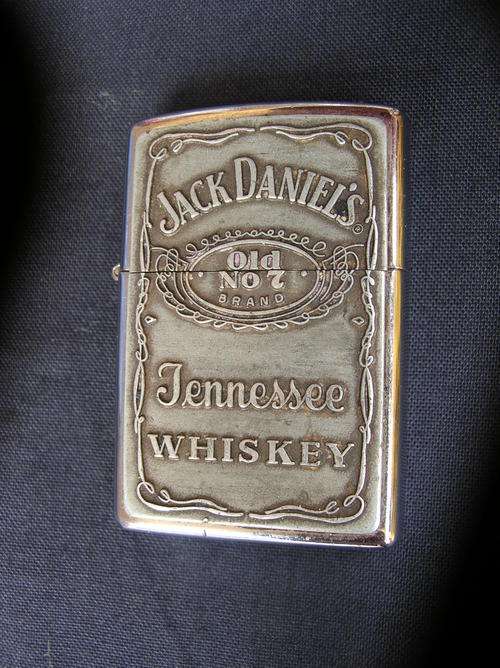 JACK DANIEL'S
®
Old
No 7
BRAND
Tennessee
WHISKEY